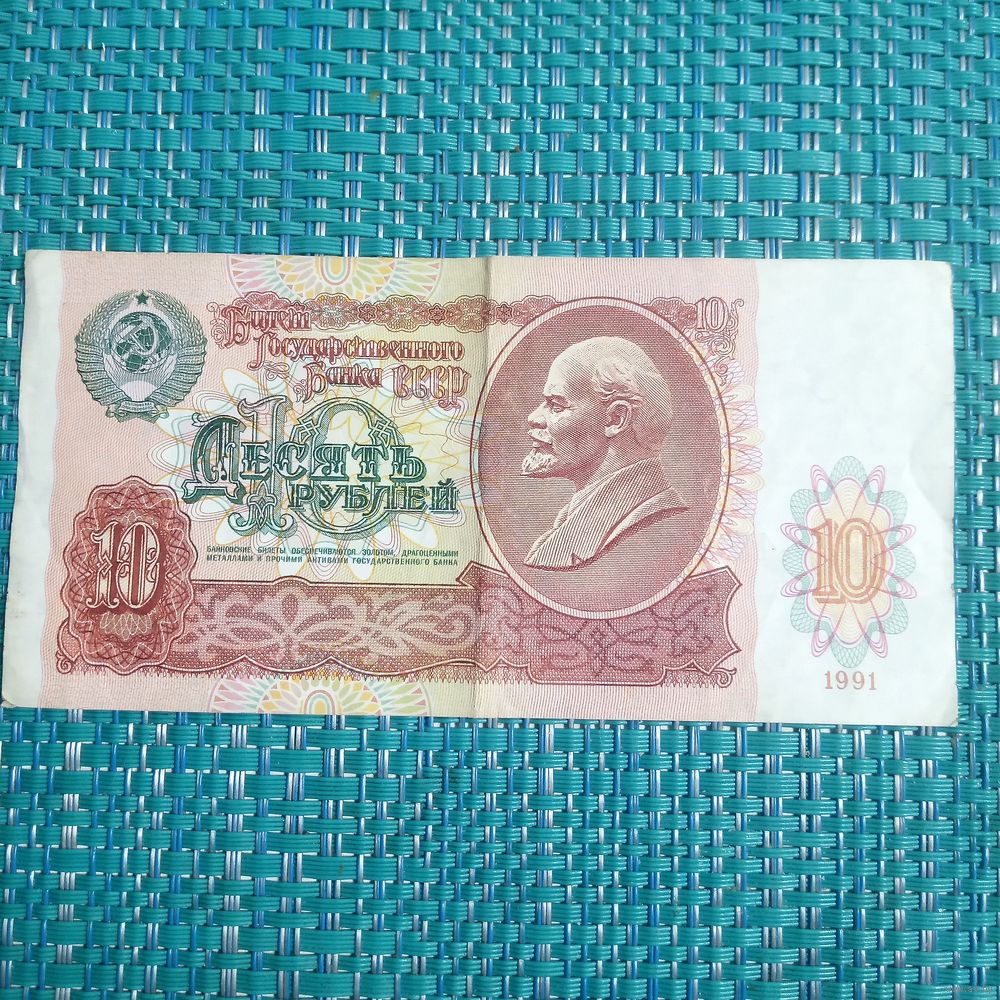 Билет
Государственного
Банка СССР
10
10
Десять
рублей
БАНКОВСКИЕ БИЛЕТЫ ОБЕСПЕЧИВАЮТСЯ ЗОЛОТОМ, ДРАГОЦЕННЫМИ
МЕТАЛЛАМИ И ПРОЧИМИ АКТИВАМИ ГОСУДАРСТВЕННОГО БАНКА
10
10
1991